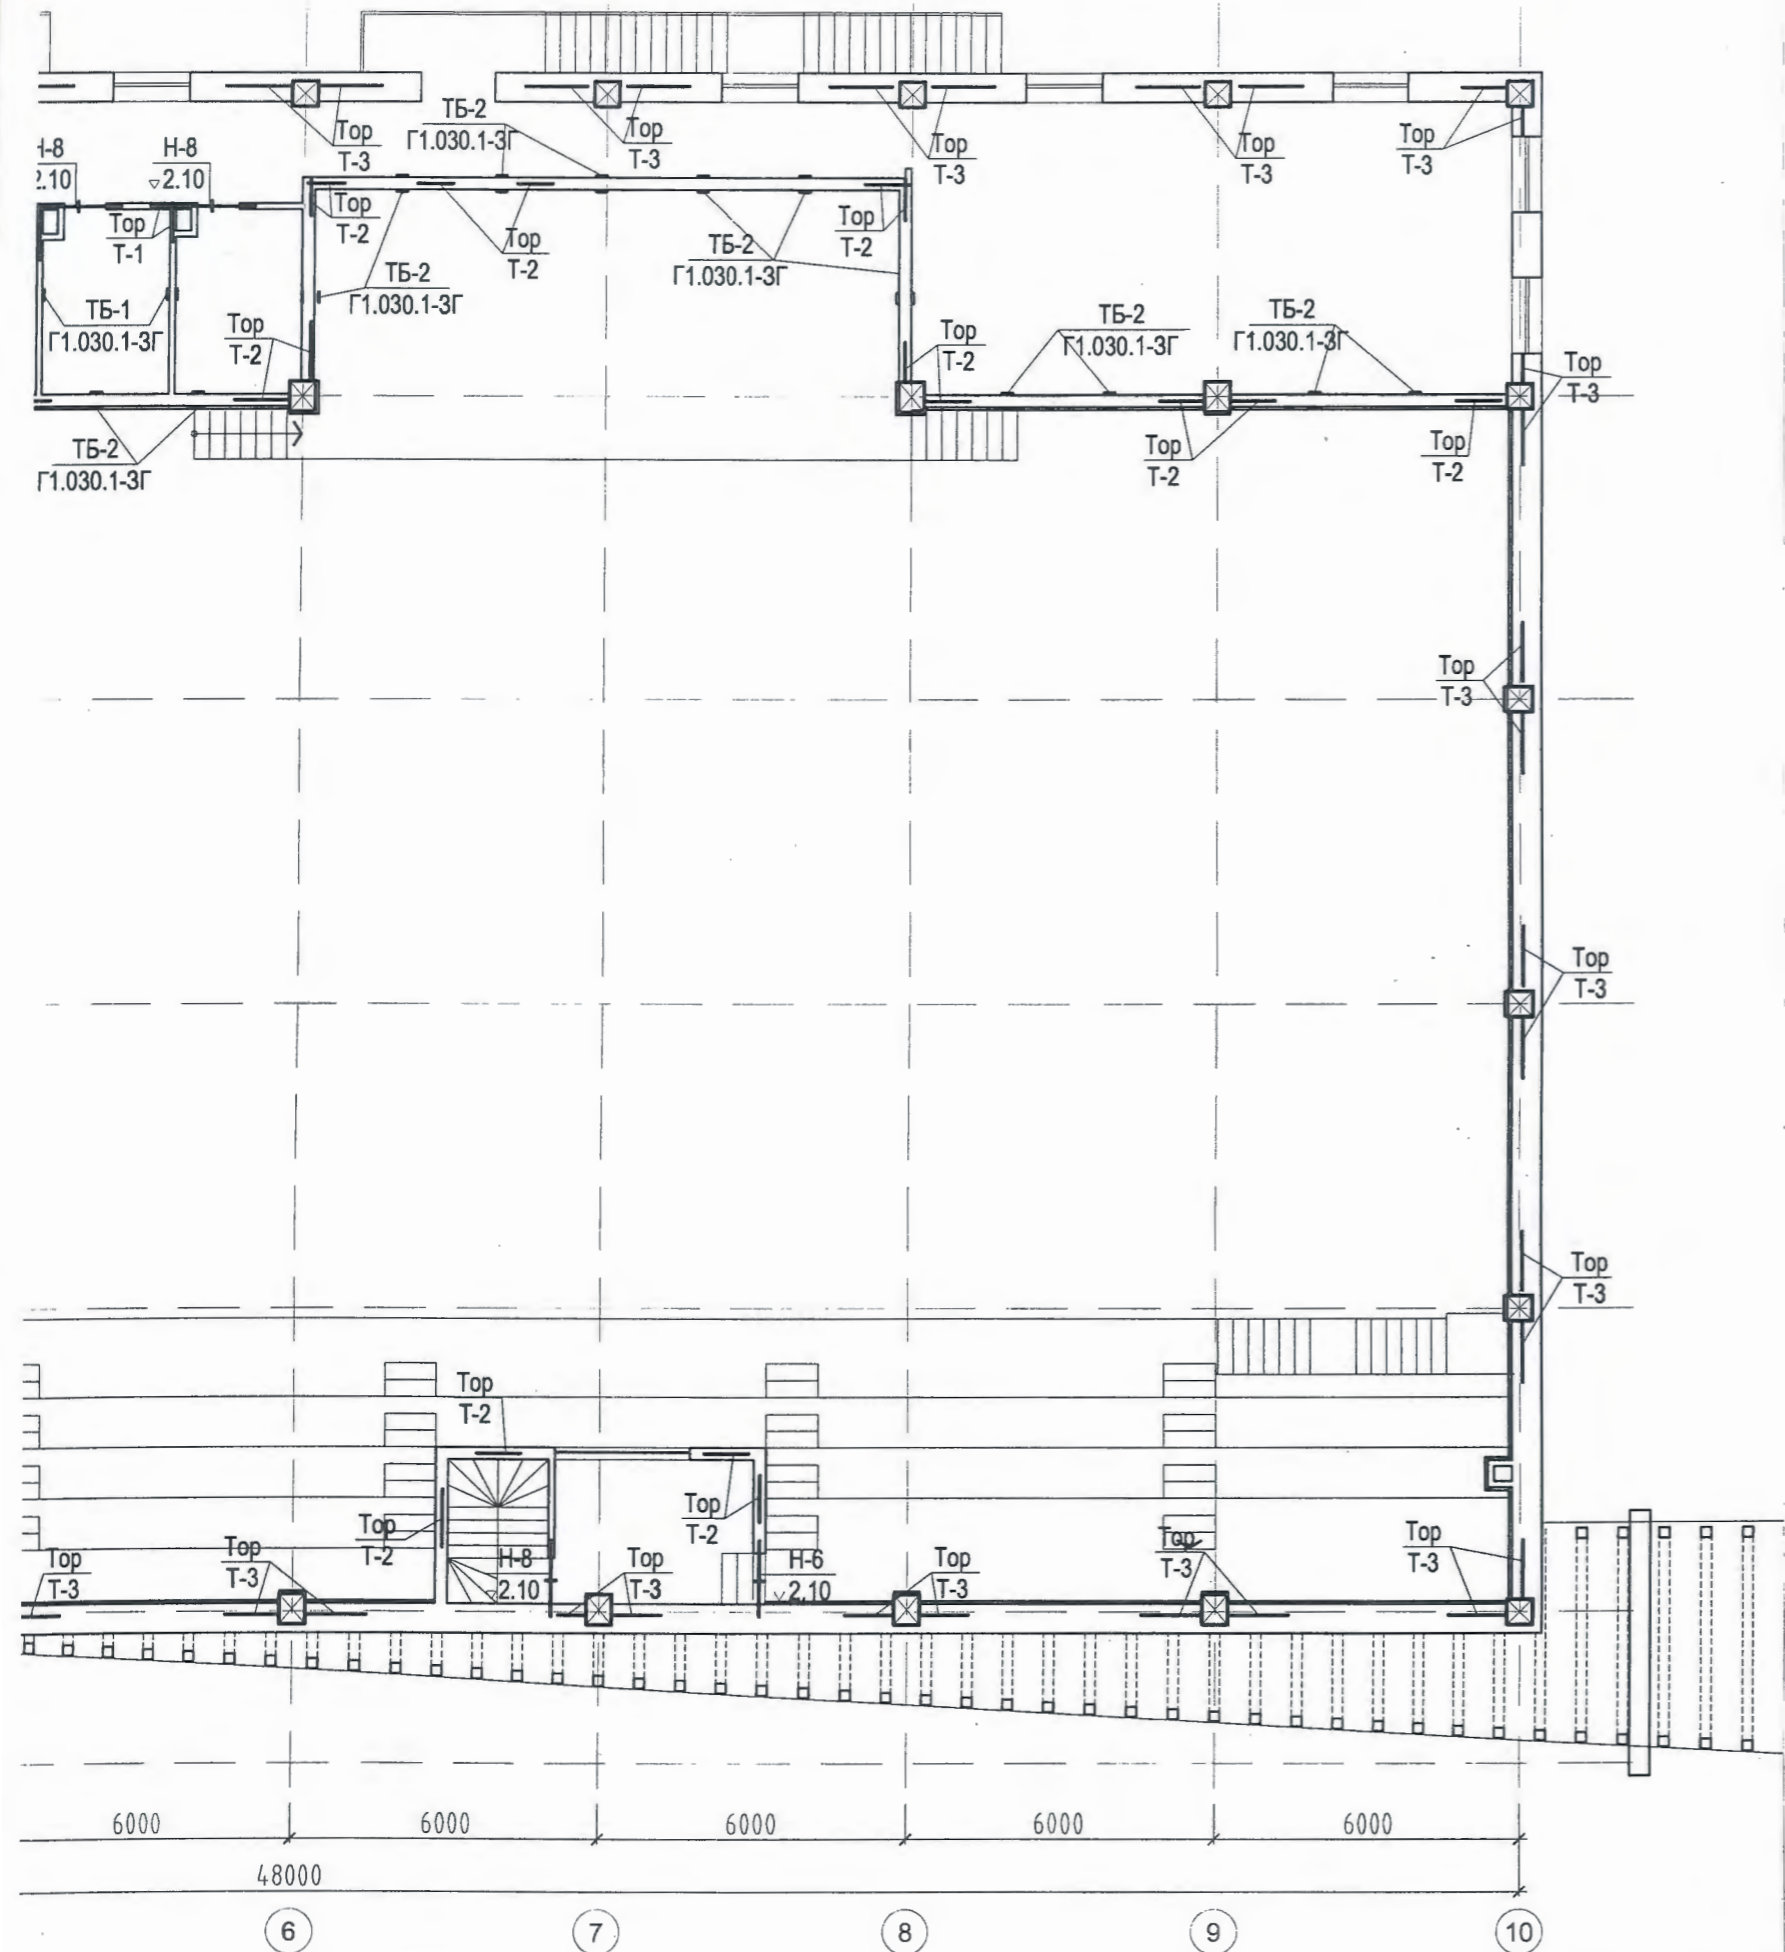 Тор
Т-3
ТБ-2
Г1.030.1-3Г
Тор
Т-3
Тор
Т-3
Тор
Т-3
Тор
Т-3
Н-8
2.10
Н-8
2.10
Тор
Т-1
Тор
Т-2
Тор
Т-2
ТБ-2
Г1.030.1-3Г
Тор
Т-2
ТБ-2
Г1.030.1-3Г
ТБ-1
Г1.030.1-3Г
Тор
Т-2
Тор
Т-2
ТБ-2
Г1.030.1-3Г
ТБ-2
Г1.030.1-3Г
Тор
Т-3
ТБ-2
Г1.030.1-3Г
Тор
Т-2
Тор
Т-2
Тор
Т-3
Тор
Т-3
Тор
Т-3
Тор
Т-2
Тор
Т-2
Тор
Т-2
Тор
Т-3
Тор
Т-3
Н-8
2.10
Тор
Т-3
Н-6
2,10
Тор
Т-3
Тор
Т-3
Тор
Т-3
6000
6000
6000
6000
6000
48000
6
7
8
9
10